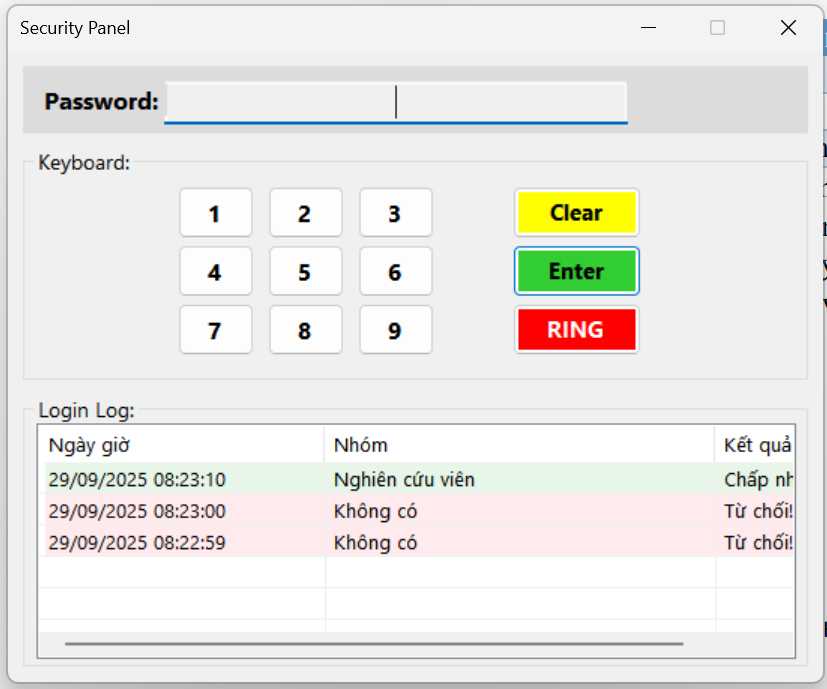 Security Panel
Password:
Keyboard:
1 2 3 Clear
4 5 6 Enter
7 8 9 RING
Login Log:
Ngày giờ Nhóm Kết quả
29/09/2025 08:23:10 Nghiên cứu viên Chấp nh
29/09/2025 08:23:00 Không có Từ chối!
29/09/2025 08:22:59 Không có Từ chối!